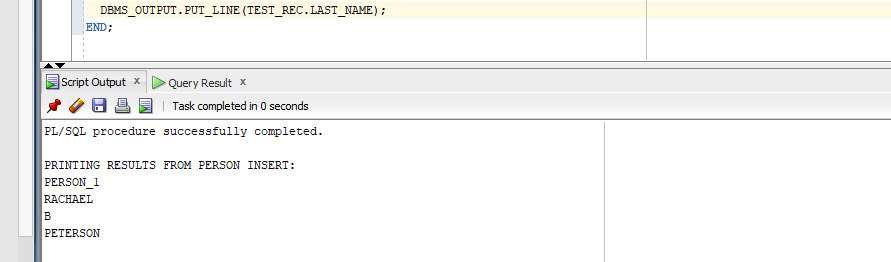 DBMS_OUTPUT.PUT_LINE(TEST_REC.LAST_NAME);
END;
Script Output x Query Result x
Task completed in 0 seconds
PL/SQL procedure successfully completed.
PRINTING RESULTS FROM PERSON INSERT:
PERSON_1
RACHAEL
B
PETERSON